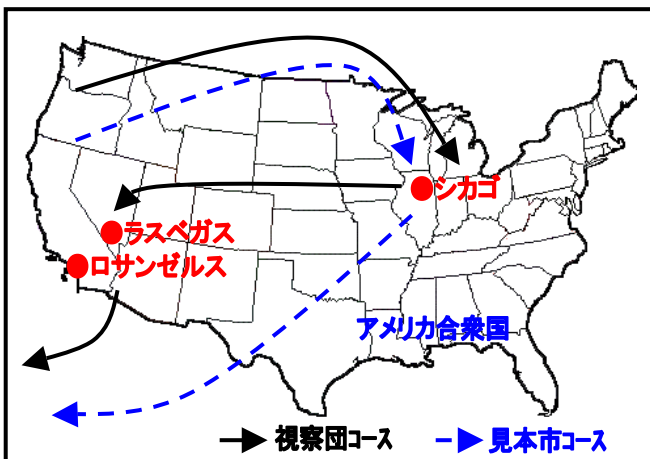 シカゴ
ラスベガス
ロサンゼルス
アメリカ合衆国
視察団コース
見本市コース